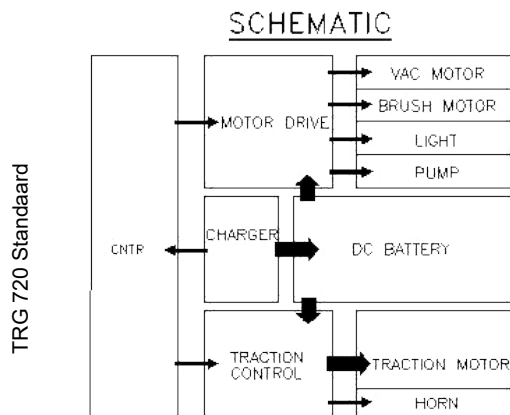 SCHEMATIC
TRG 720 Standaard
CNTR
MOTOR DRIVE
VAC MOTOR
BRUSH MOTOR
LIGHT
PUMP
CHARGER
DC BATTERY
TRACTION
CONTROL
TRACTION MOTOR
HORN